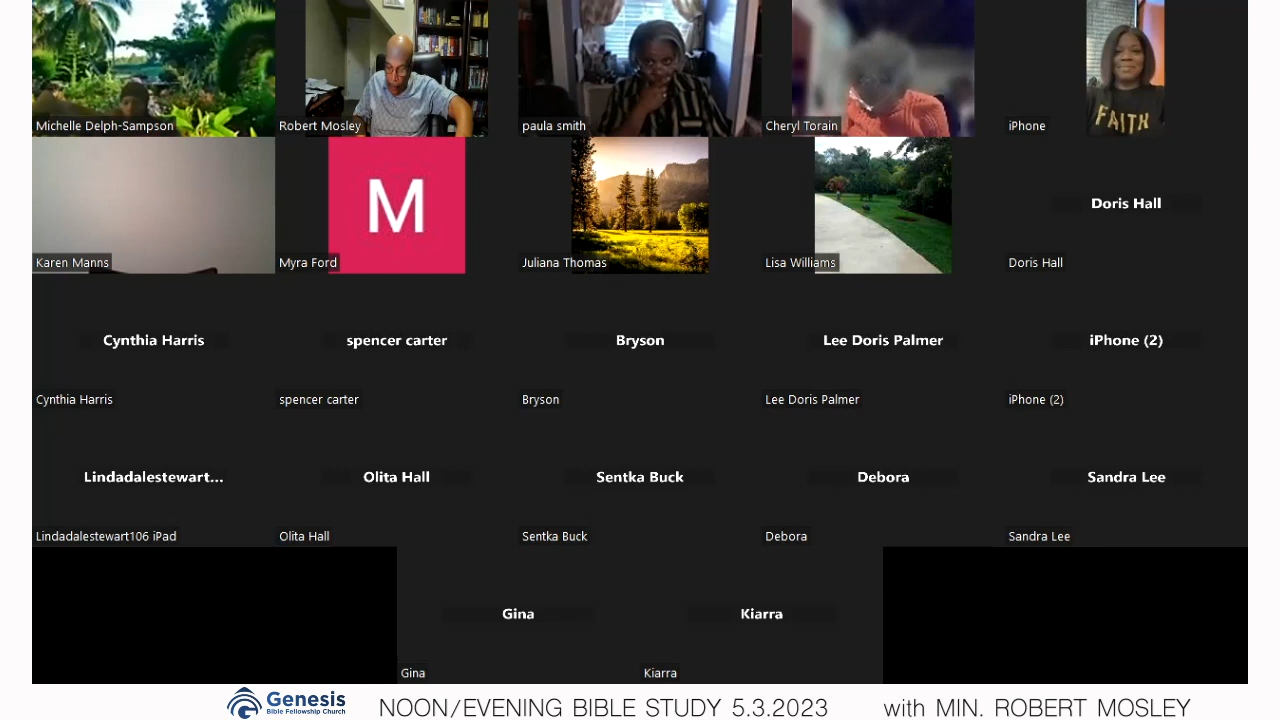 Michelle Delph-Sampson
Robert Mosley
paula smith
Cheryl Torain
FAITH
iPhone
Karen Manns
M
Myra Ford
Juliana Thomas
Lisa Williams
Doris Hall
Doris Hall
Cynthia Harris
Cynthia Harris
spencer carter
spencer carter
Bryson
Bryson
Lee Doris Palmer
Lee Doris Palmer
iPhone (2)
iPhone (2)
Lindadalestewart...
Lindadalestewart106 iPad
Olita Hall
Olita Hall
Sentka Buck
Sentka Buck
Debora
Debora
Sandra Lee
Sandra Lee
Gina
Gina
Kiarra
Kiarra
Genesis
Bible Fellowship Church
NOON/EVENING BIBLE STUDY 5.3.2023 with MIN. ROBERT MOSLEY